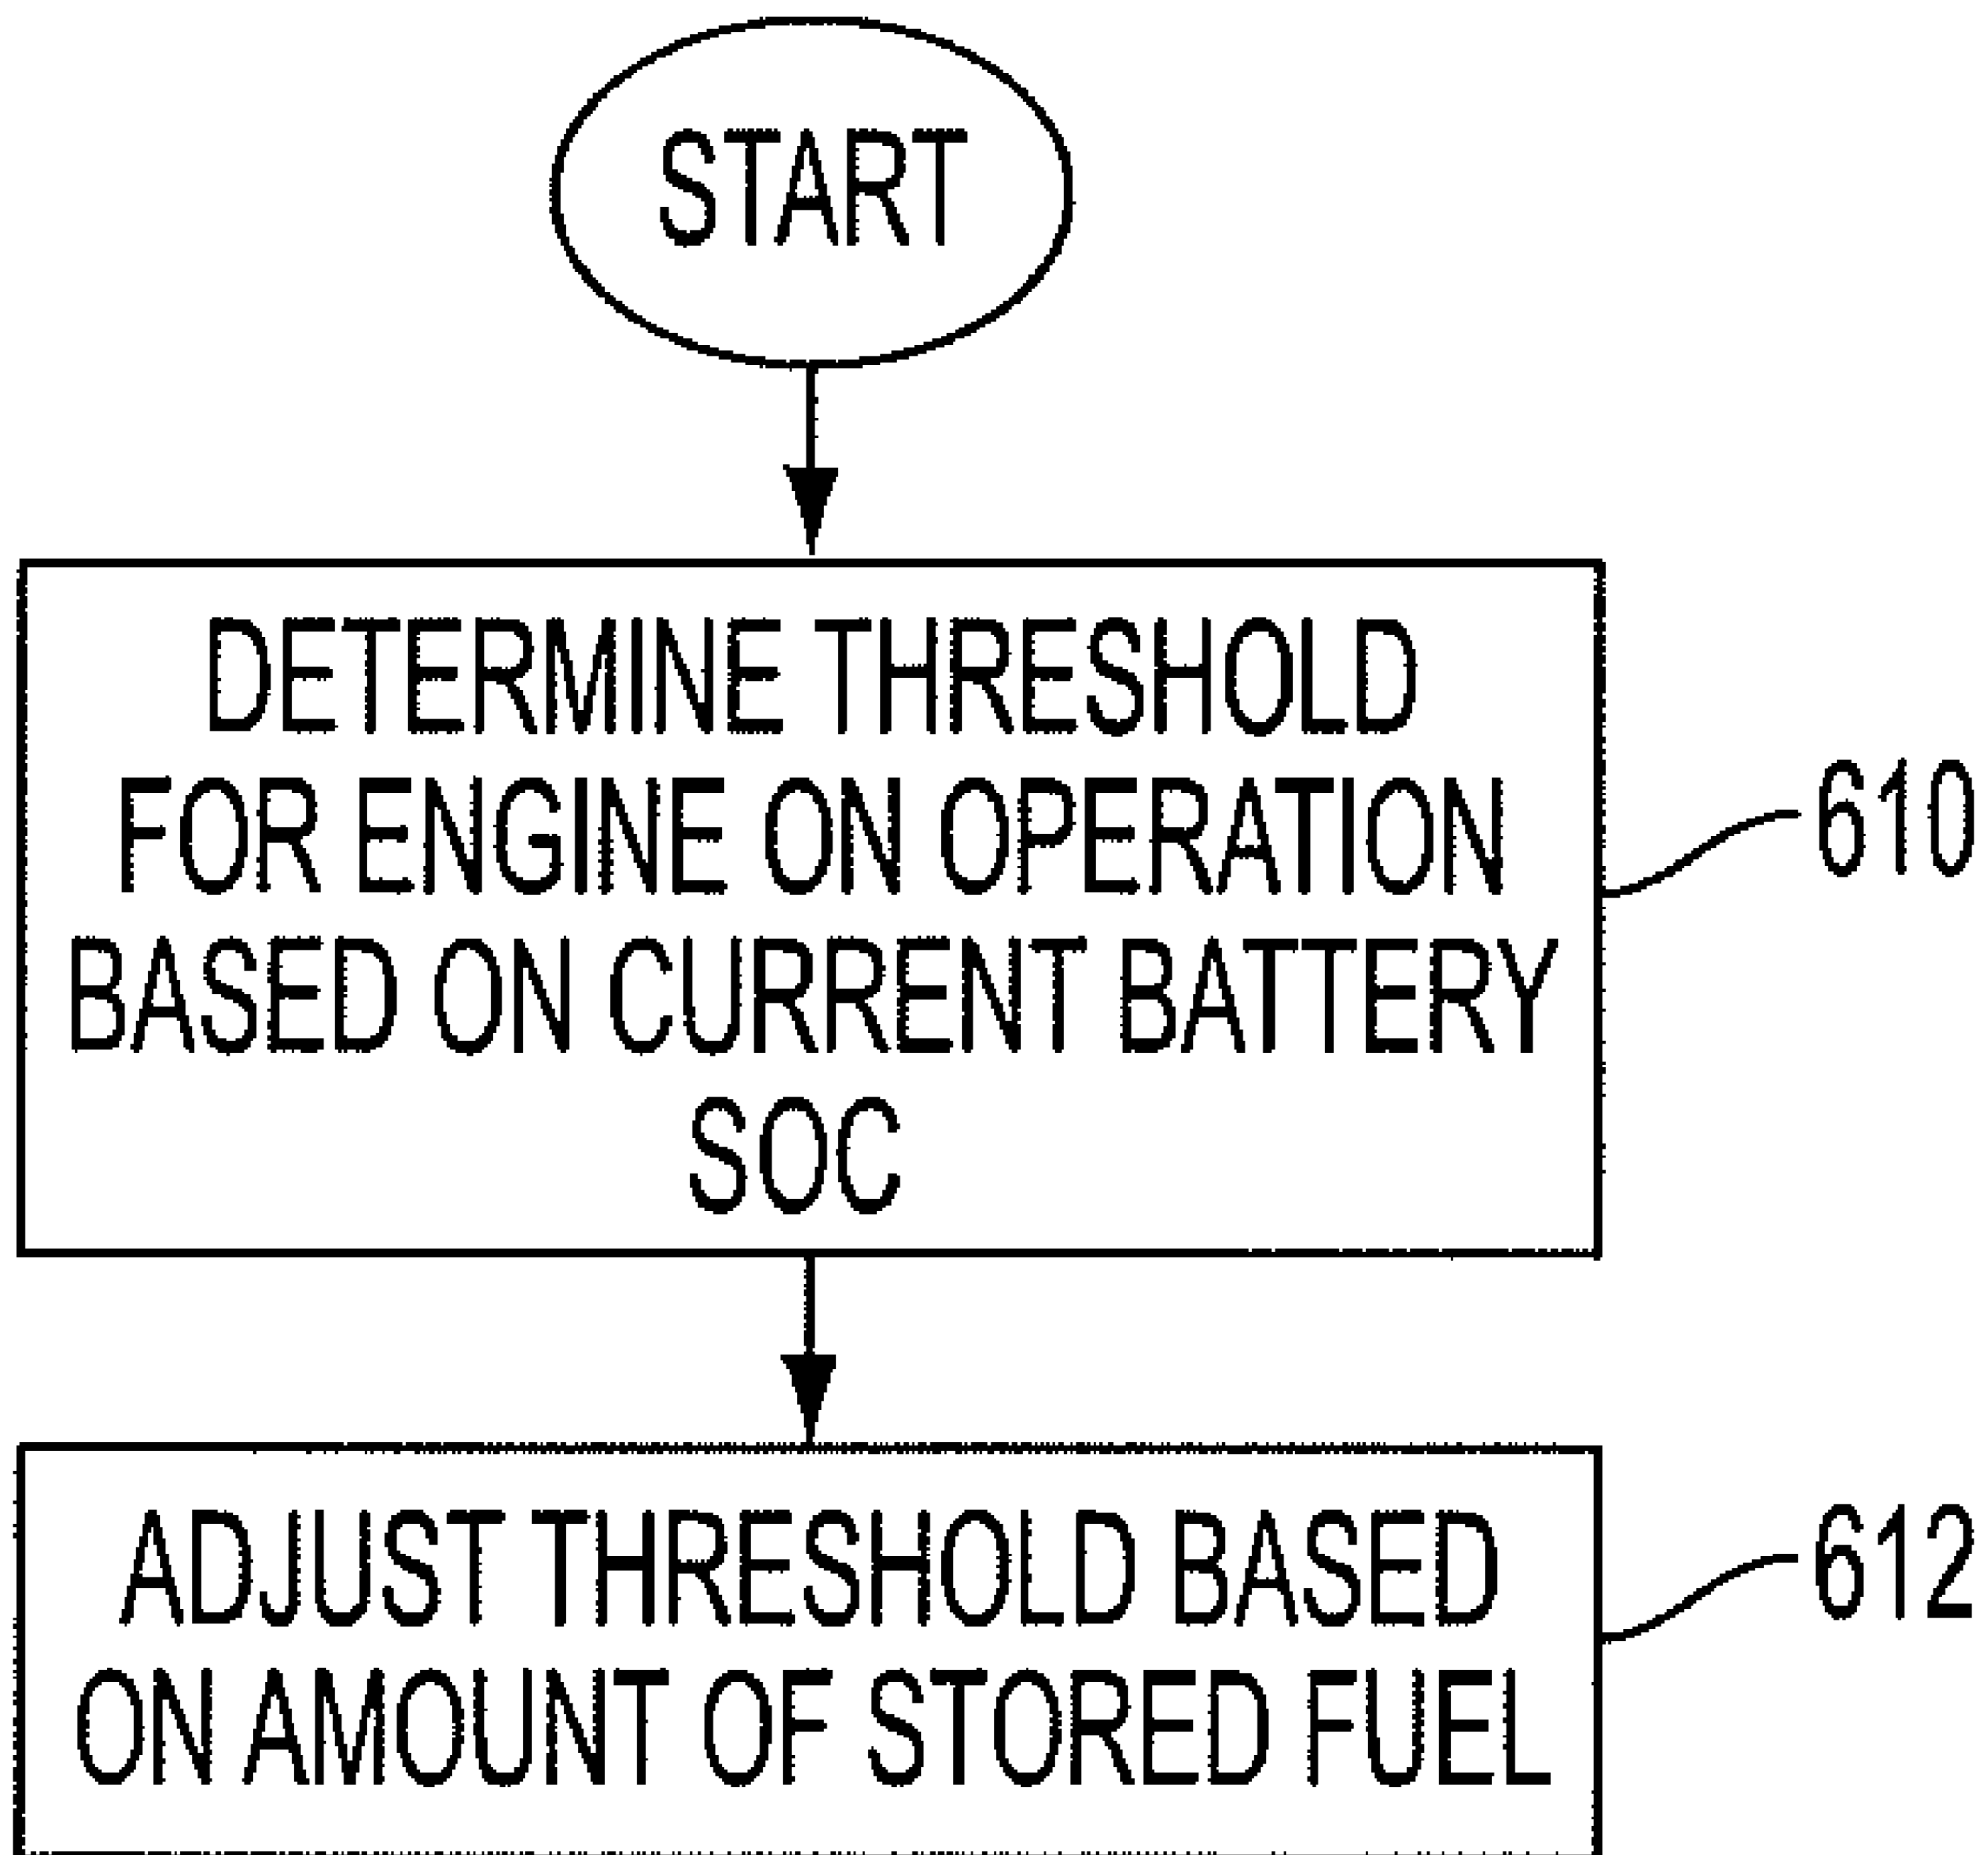 START
DETERMINE THRESHOLD
FOR ENGINE ON OPERATION
BASED ON CURRENT BATTERY
SOC
610
ADJUST THRESHOLD BASED
ON AMOUNT OF STORED FUEL
612